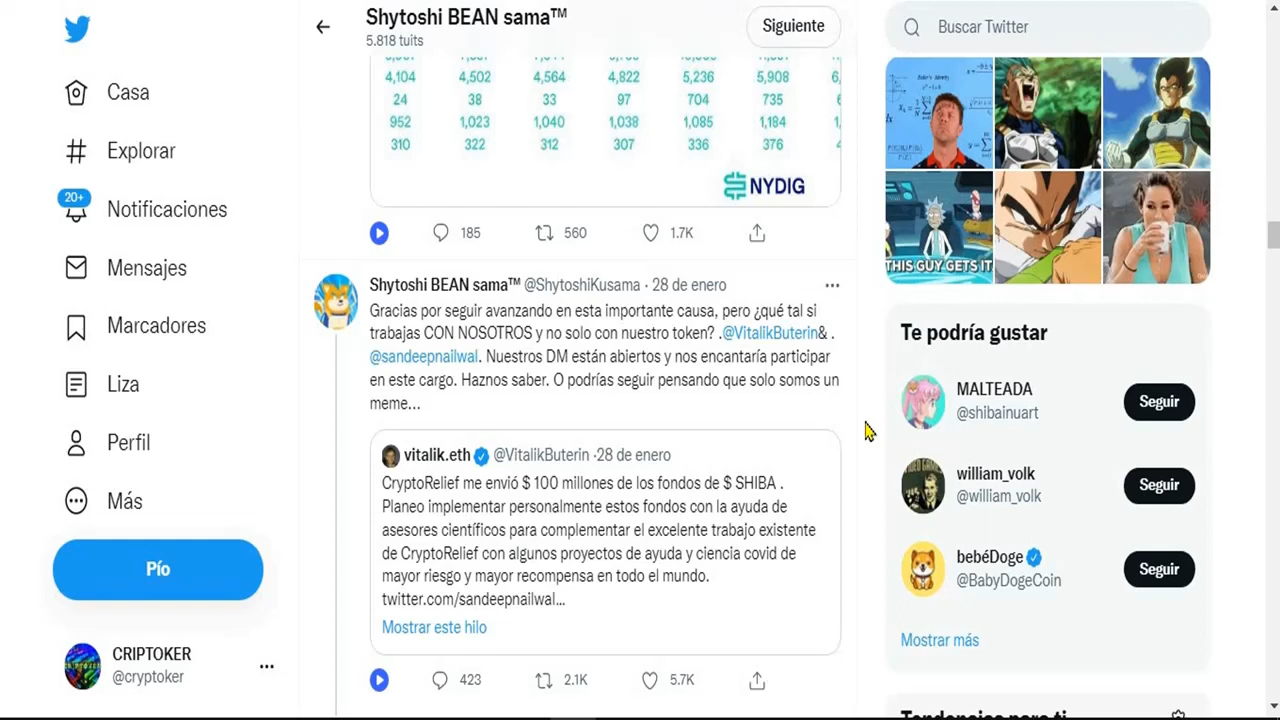 Shytoshi BEAN sama™
5.818 tuits
Siguiente
Buscar Twitter
Casa
Explorar
20+
Notificaciones
Mensajes
Marcadores
Liza
Perfil
Más
Pío
CRIPTOKER
@cryptoker
4,104 4,502 4,564 4,822 5,236 5,908 6,
24 38 33 97 704 735
952 1,023 1,040 1,038 1,085 1,184 1,
310 322 312 307 336 376
NYDIG
185 560 1.7K
Shytoshi BEAN sama™ @ShytoshiKusama · 28 de enero
Gracias por seguir avanzando en esta importante causa, pero ¿qué tal si
trabajas CON NOSOTROS y no solo con nuestro token? .@VitalikButerin& .
@sandeepnailwal. Nuestros DM están abiertos y nos encantaría participar
en este cargo. Haznos saber. O podrías seguir pensando que solo somos un
meme...
vitalik.eth @VitalikButerin ·28 de enero
CryptoRelief me envió $ 100 millones de los fondos de $ SHIBA .
Planeo implementar personalmente estos fondos con la ayuda de
asesores científicos para complementar el excelente trabajo existente
de CryptoRelief con algunos proyectos de ayuda y ciencia covid de
mayor riesgo y mayor recompensa en todo el mundo.
twitter.com/sandeepnailwal...
Mostrar este hilo
423 2.1K 5.7K
THIS GUY GETS IT
Te podría gustar
MALTEADA
@shibainuart
Seguir
william_volk
@william_volk
Seguir
bebéDoge
@BabyDogeCoin
Seguir
Mostrar más
Tendencias para ti